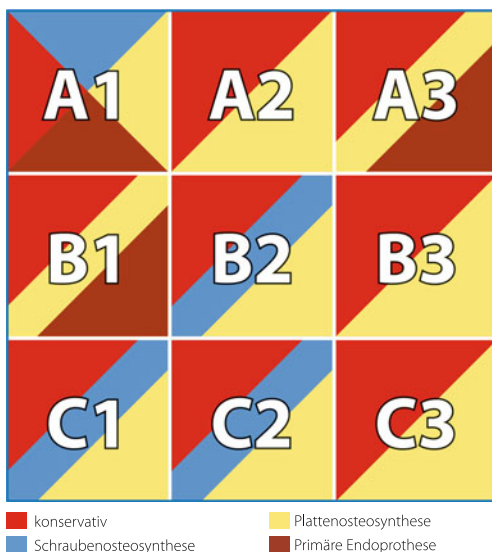 A1 A2 A3
B1 B2 B3
C1 C2 C3
konservativ Plattenosteosynthese
Schraubenosteosynthese Primäre Endoprothese